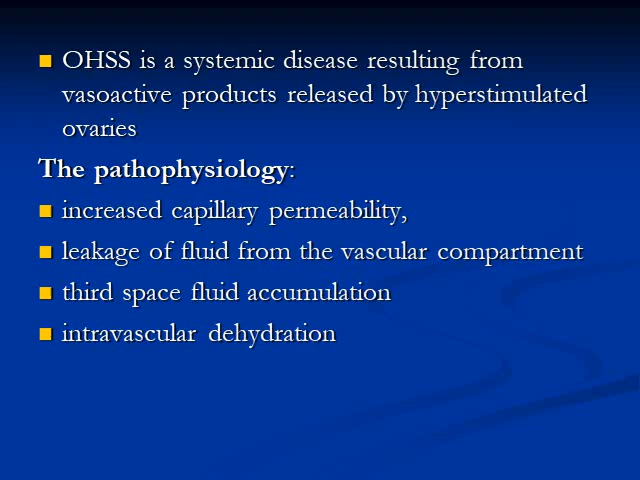 OHSS is a systemic disease resulting from
vasoactive products released by hyperstimulated
ovaries
The pathophysiology:
increased capillary permeability,
leakage of fluid from the vascular compartment
third space fluid accumulation
intravascular dehydration